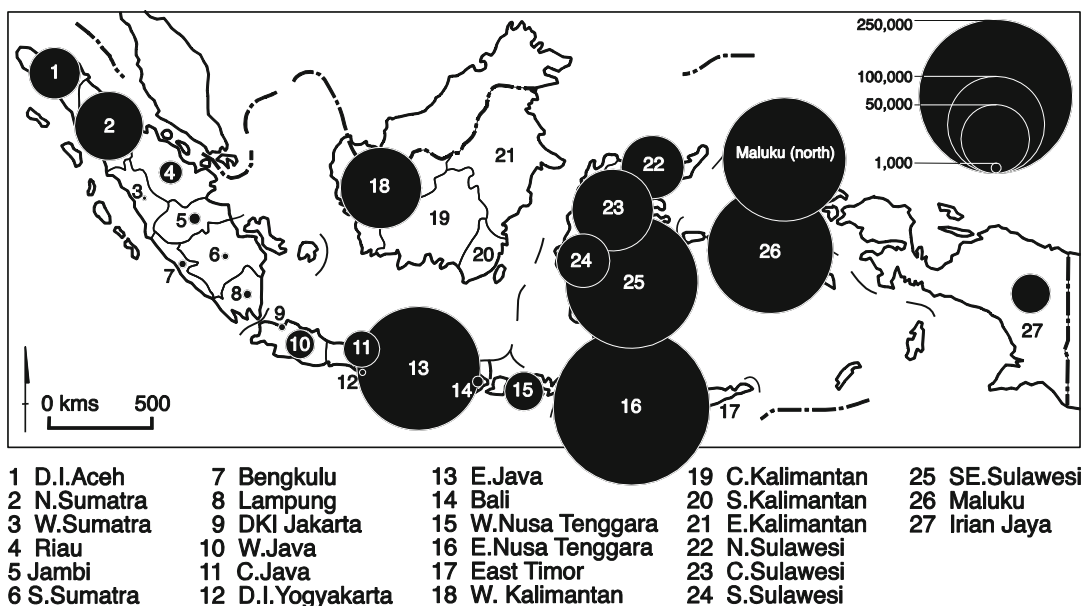 250,000
100,000
50,000
1,000
Maluku (north)
1
2
3
4
5
6
7
8
9
10
11
12
13
14
15
16
17
18
19
20
21
22
23
24
25
26
27
0 kms 500
1 D.I.Aceh
2 N.Sumatra
3 W.Sumatra
4 Riau
5 Jambi
6 S.Sumatra
7 Bengkulu
8 Lampung
9 DKI Jakarta
10 W.Java
11 C.Java
12 D.I.Yogyakarta
13 E.Java
14 Bali
15 W.Nusa Tenggara
16 E.Nusa Tenggara
17 East Timor
18 W. Kalimantan
19 C.Kalimantan
20 S.Kalimantan
21 E.Kalimantan
22 N.Sulawesi
23 C.Sulawesi
24 S.Sulawesi
25 SE.Sulawesi
26 Maluku
27 Irian Jaya